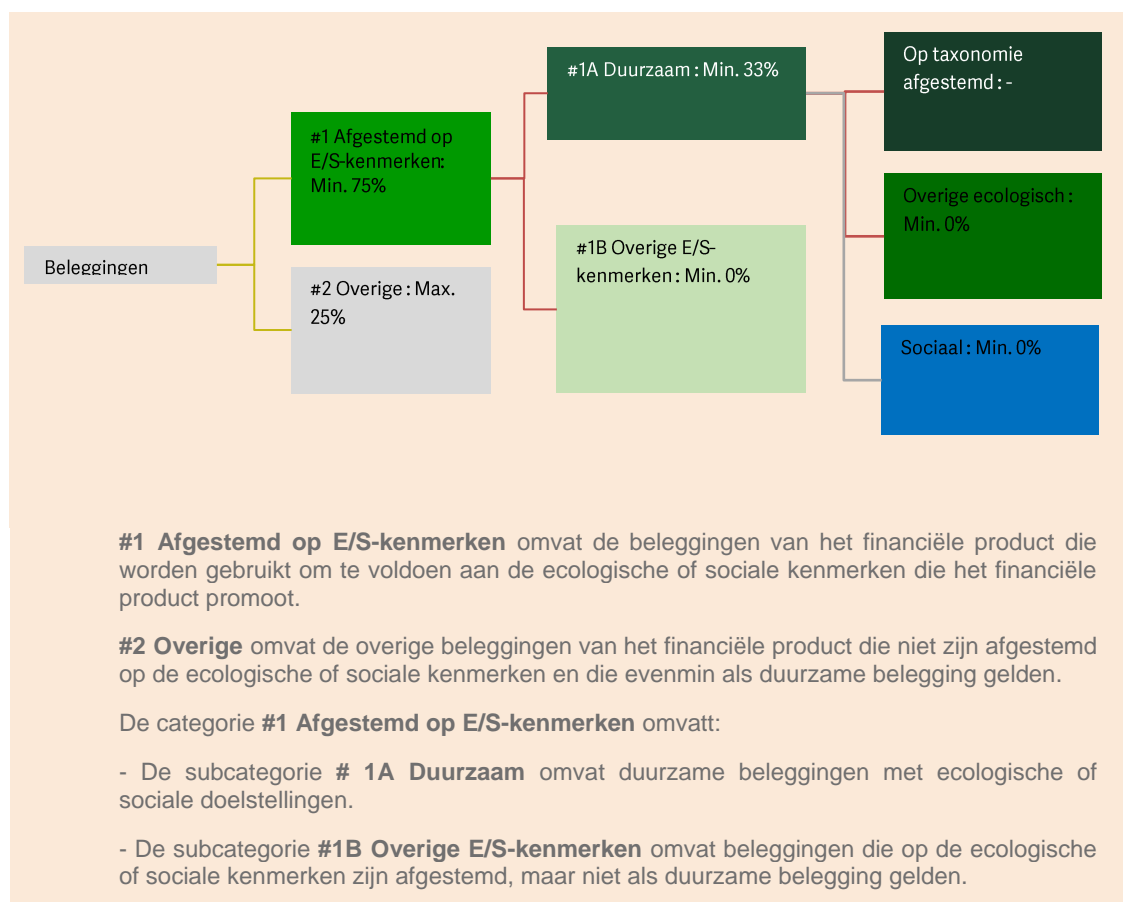 Beleggingen
#1 Afgestemd op
E/S-kenmerken:
Min. 75%
#2 Overige : Max.
25%
#1A Duurzaam : Min. 33%
#1B Overige E/S-
kenmerken : Min. 0%
Op taxonomie
afgestemd : -
Overige ecologisch :
Min. 0%
Sociaal : Min. 0%
#1 Afgestemd op E/S-kenmerken omvat de beleggingen van het financiële product die
worden gebruikt om te voldoen aan de ecologische of sociale kenmerken die het financiële
product promoot.
#2 Overige omvat de overige beleggingen van het financiële product die niet zijn afgestemd
op de ecologische of sociale kenmerken en die evenmin als duurzame belegging gelden.
De categorie #1 Afgestemd op E/S-kenmerken omvatt:
- De subcategorie # 1A Duurzaam omvat duurzame beleggingen met ecologische of
sociale doelstellingen.
- De subcategorie #1B Overige E/S-kenmerken omvat beleggingen die op de ecologische
of sociale kenmerken zijn afgestemd, maar niet als duurzame belegging gelden.